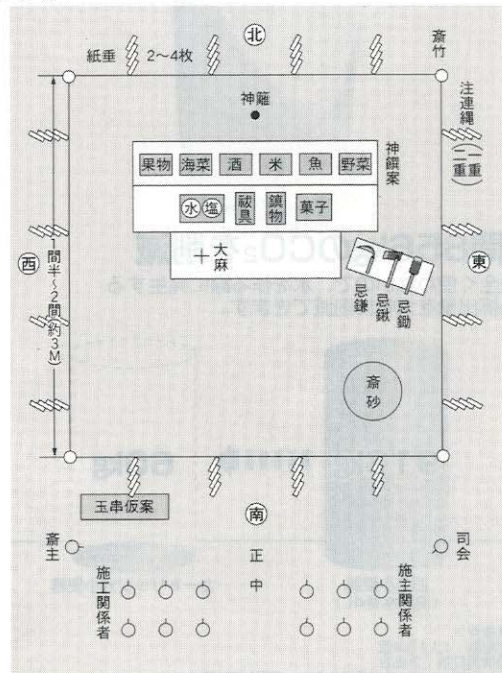 北
紙垂 2〜4枚
斎竹
注連縄
(一重
二重)
神籬
神饌案
果物 海菜 酒 米 魚 野菜
水 塩 祓具 鎮物 菓子
大麻
忌鎌
忌鍬
忌鋤
西
東
1間半〜2間(約3M)
斎砂
南
玉串仮案
正中
斎主
司会
施工関係者
施主関係者